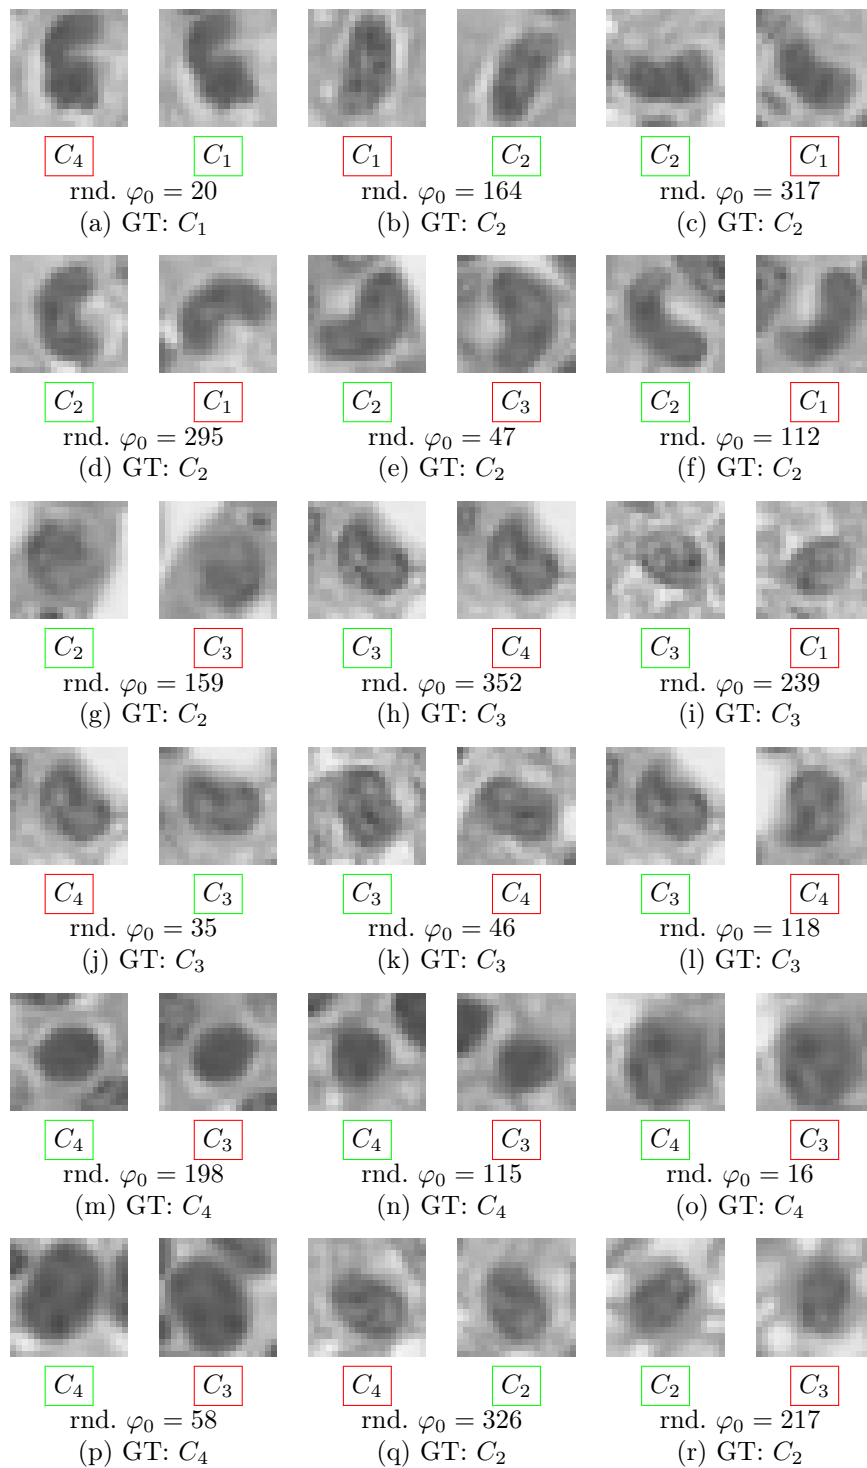 C₄ C₁ C₁ C₂ C₂ C₁
rnd. φ₀ = 20 rnd. φ₀ = 164 rnd. φ₀ = 317
(a) GT: C₁ (b) GT: C₂ (c) GT: C₂
C₂ C₁ C₂ C₃ C₂ C₁
rnd. φ₀ = 295 rnd. φ₀ = 47 rnd. φ₀ = 112
(d) GT: C₂ (e) GT: C₂ (f) GT: C₂
C₂ C₃ C₃ C₄ C₃ C₁
rnd. φ₀ = 159 rnd. φ₀ = 352 rnd. φ₀ = 239
(g) GT: C₂ (h) GT: C₃ (i) GT: C₃
C₄ C₃ C₃ C₄ C₃ C₄
rnd. φ₀ = 35 rnd. φ₀ = 46 rnd. φ₀ = 118
(j) GT: C₃ (k) GT: C₃ (l) GT: C₃
C₄ C₃ C₄ C₃ C₄ C₃
rnd. φ₀ = 198 rnd. φ₀ = 115 rnd. φ₀ = 16
(m) GT: C₄ (n) GT: C₄ (o) GT: C₄
C₄ C₃ C₄ C₂ C₂ C₃
rnd. φ₀ = 58 rnd. φ₀ = 326 rnd. φ₀ = 217
(p) GT: C₄ (q) GT: C₂ (r) GT: C₂